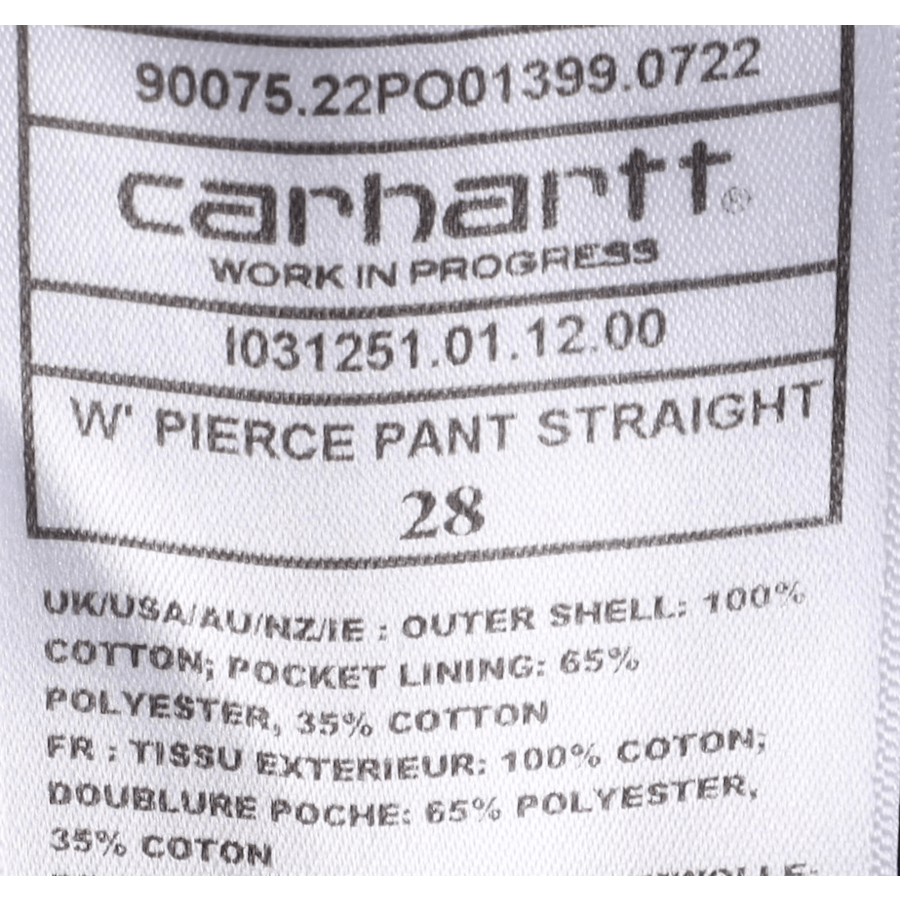 90075.22PO01399.0722
carhartt®
WORK IN PROGRESS
I031251.01.12.00
W' PIERCE PANT STRAIGHT
28
UK/USA/AU/NZ/IE : OUTER SHELL: 100%
COTTON; POCKET LINING: 65%
POLYESTER, 35% COTTON
FR : TISSU EXTERIEUR: 100% COTON;
DOUBLURE POCHE: 65% POLYESTER,
35% COTON